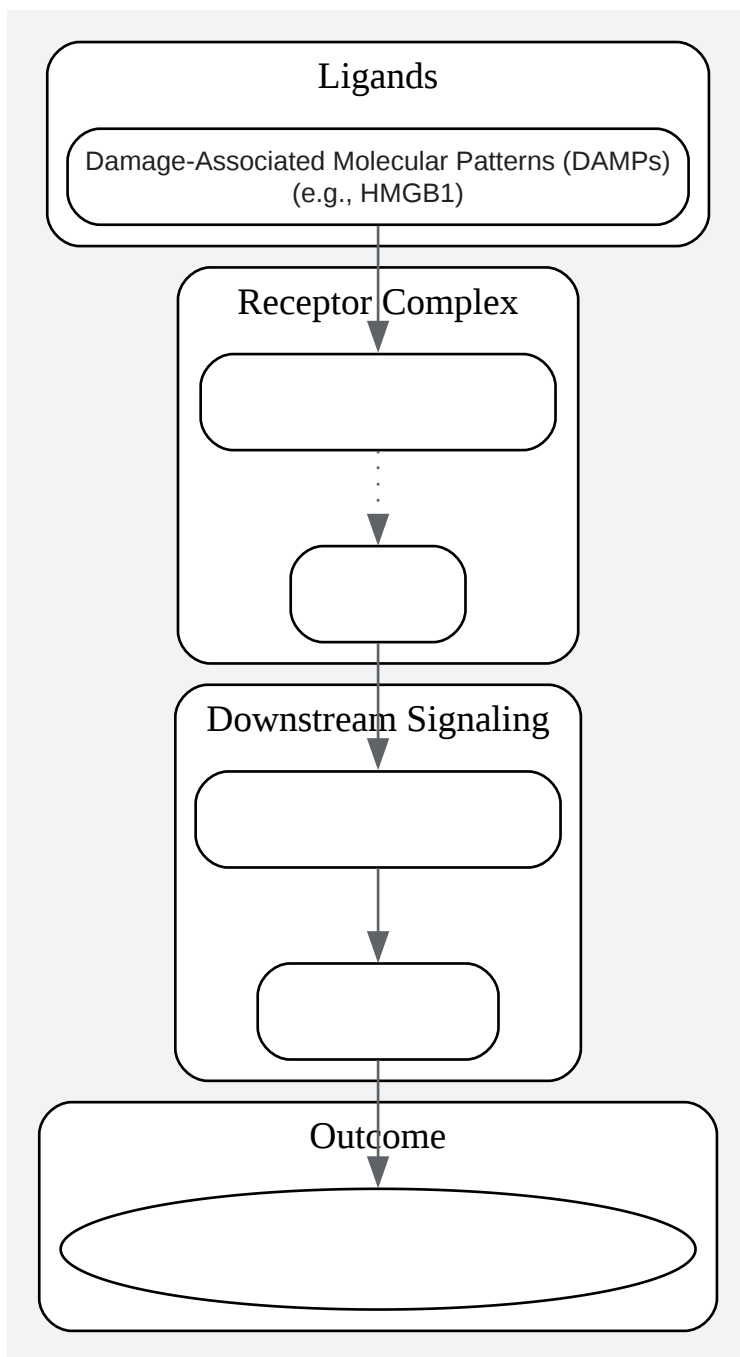 Ligands
Damage-Associated Molecular Patterns (DAMPs)
(e.g., HMGB1)
Receptor Complex
Downstream Signaling
Outcome